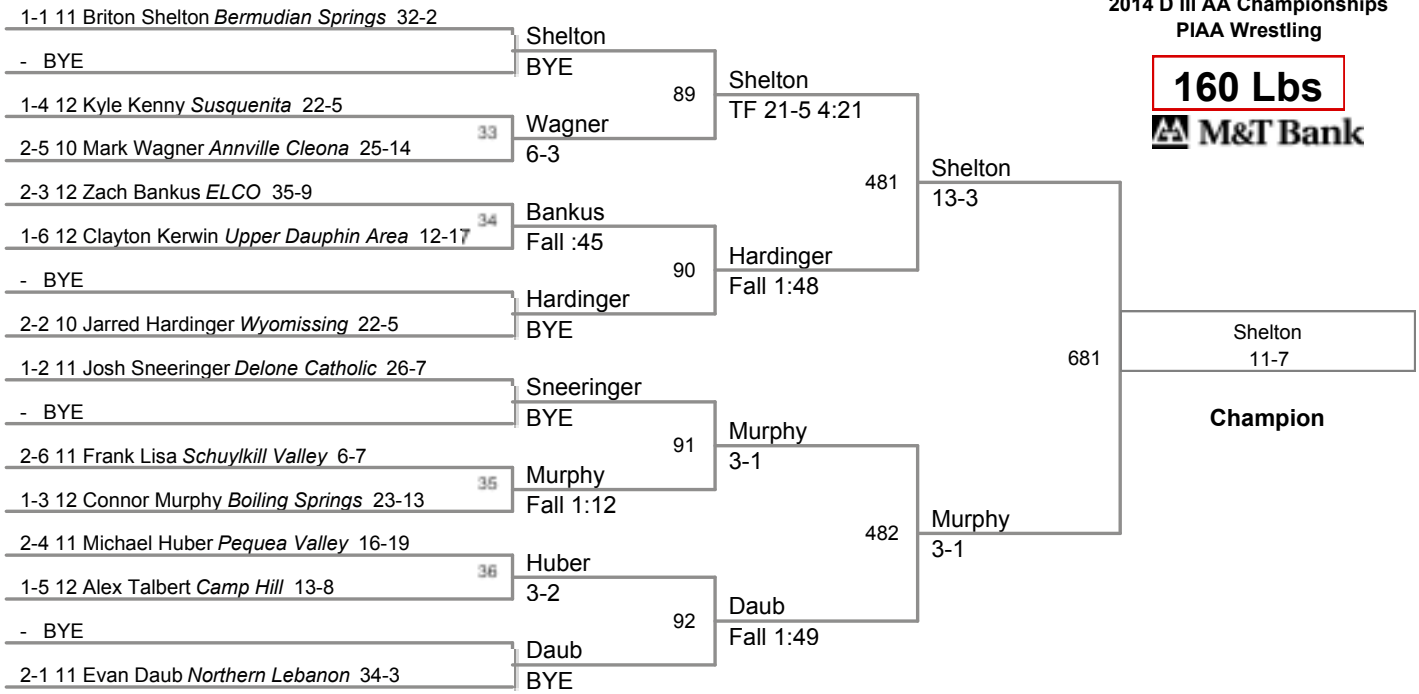 2014 D III AA Championships
PIAA Wrestling
160 Lbs
M&T Bank
1-1 11 Briton Shelton Bermudian Springs 32-2
- BYE
1-4 12 Kyle Kenny Susquenita 22-5
2-5 10 Mark Wagner Annville Cleona 25-14
2-3 12 Zach Bankus ELCO 35-9
1-6 12 Clayton Kerwin Upper Dauphin Area 12-17
- BYE
2-2 10 Jarred Hardinger Wyomissing 22-5
1-2 11 Josh Sneeringer Delone Catholic 26-7
- BYE
2-6 11 Frank Lisa Schuylkill Valley 6-7
1-3 12 Connor Murphy Boiling Springs 23-13
2-4 11 Michael Huber Pequea Valley 16-19
1-5 12 Alex Talbert Camp Hill 13-8
- BYE
2-1 11 Evan Daub Northern Lebanon 34-3
33
34
35
36
Shelton
BYE
Wagner
6-3
Bankus
Fall :45
Hardinger
BYE
Sneeringer
BYE
Murphy
Fall 1:12
Huber
3-2
Daub
BYE
89
90
91
92
Shelton
TF 21-5 4:21
Hardinger
Fall 1:48
Murphy
3-1
Daub
Fall 1:49
481
482
Shelton
13-3
Murphy
3-1
681
Shelton
11-7
Champion